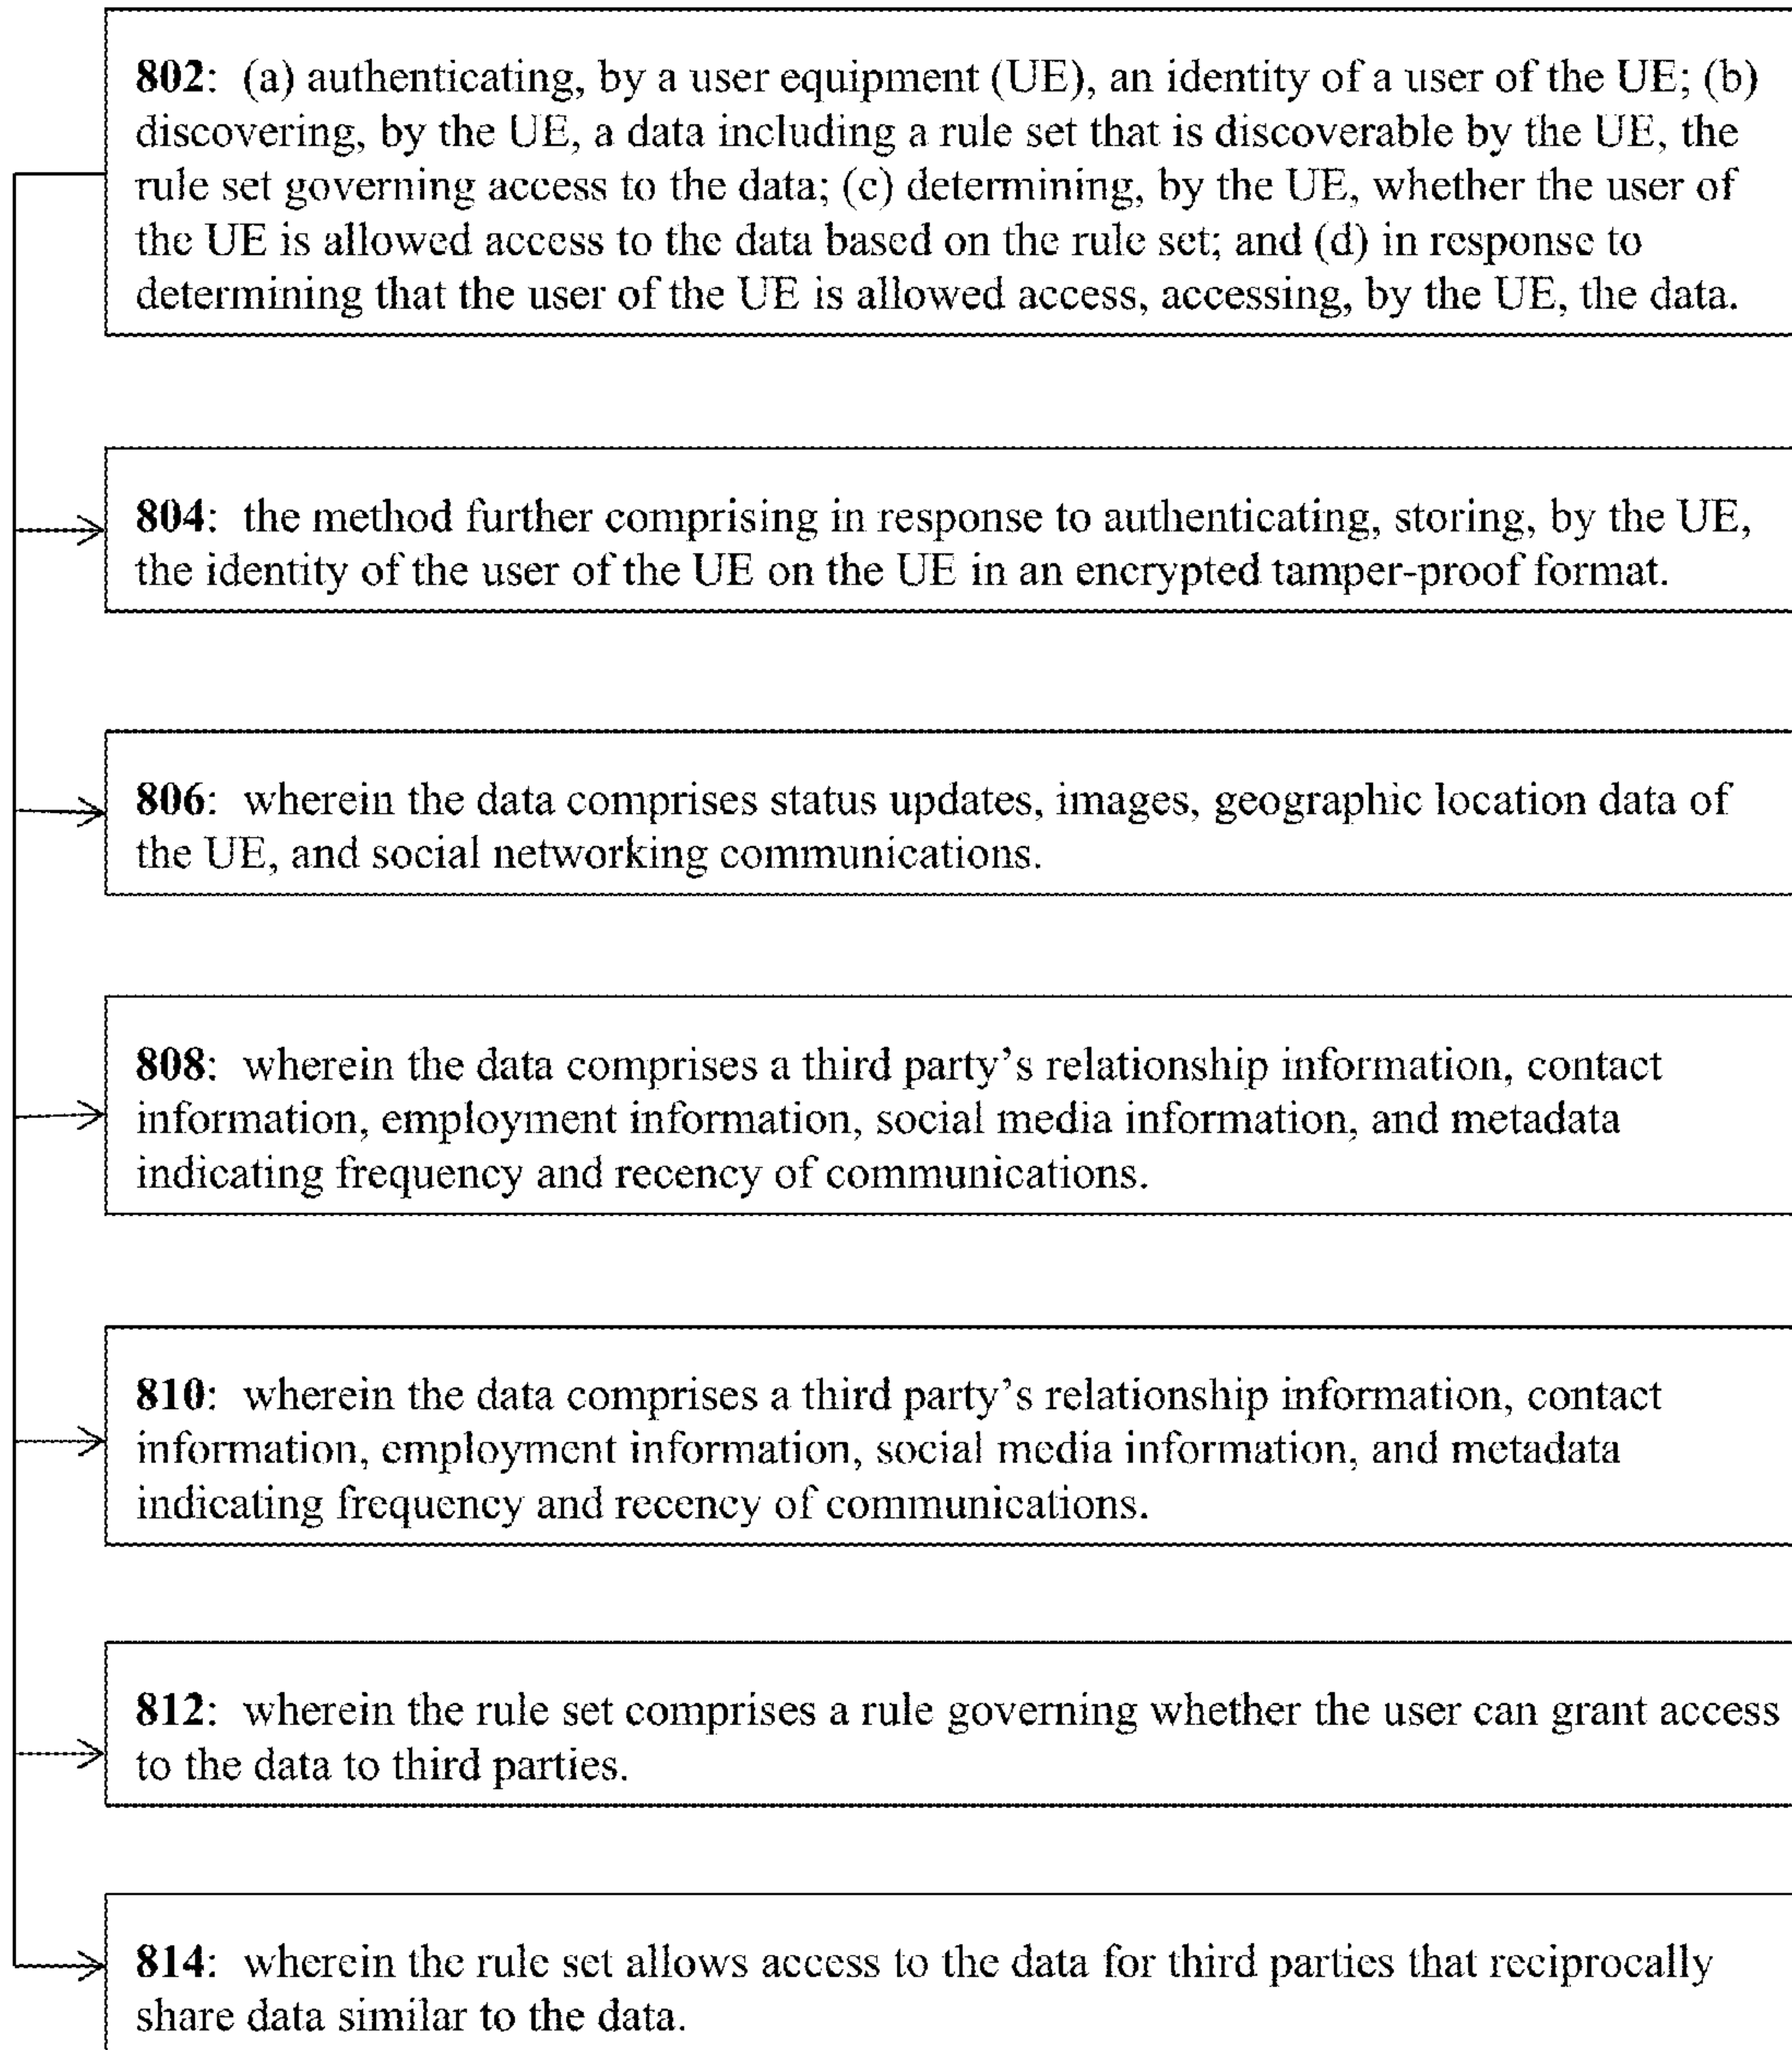 802: (a) authenticating, by a user equipment (UE), an identity of a user of the UE; (b)
discovering, by the UE, a data including a rule set that is discoverable by the UE, the
rule set governing access to the data; (c) determining, by the UE, whether the user of
the UE is allowed access to the data based on the rule set; and (d) in response to
determining that the user of the UE is allowed access, accessing, by the UE, the data.
804: the method further comprising in response to authenticating, storing, by the UE,
the identity of the user of the UE on the UE in an encrypted tamper-proof format.
806: wherein the data comprises status updates, images, geographic location data of
the UE, and social networking communications.
808: wherein the data comprises a third party’s relationship information, contact
information, employment information, social media information, and metadata
indicating frequency and recency of communications.
810: wherein the data comprises a third party’s relationship information, contact
information, employment information, social media information, and metadata
indicating frequency and recency of communications.
812: wherein the rule set comprises a rule governing whether the user can grant access
to the data to third parties.
814: wherein the rule set allows access to the data for third parties that reciprocally
share data similar to the data.